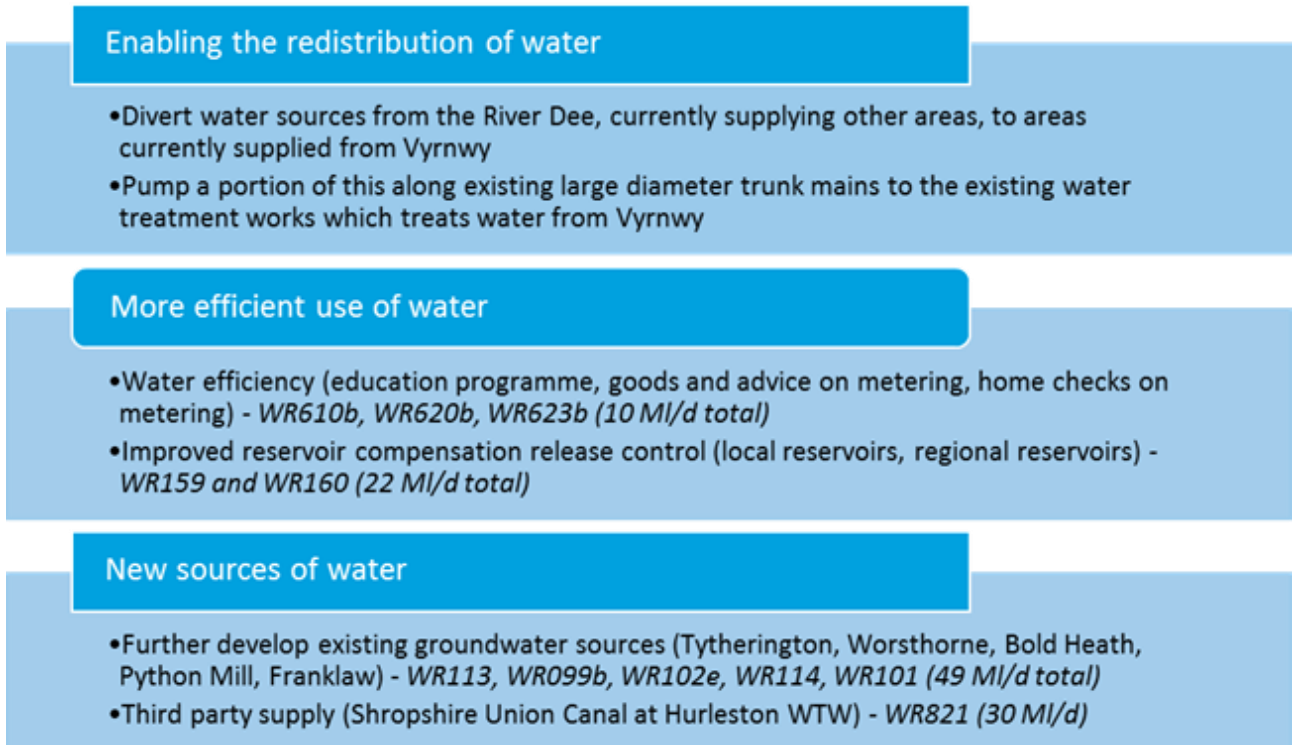 Enabling the redistribution of water
•Divert water sources from the River Dee, currently supplying other areas, to areas
currently supplied from Vyrnwy
•Pump a portion of this along existing large diameter trunk mains to the existing water
treatment works which treats water from Vyrnwy
More efficient use of water
•Water efficiency (education programme, goods and advice on metering, home checks on
metering) - WR610b, WR620b, WR623b (10 Ml/d total)
•Improved reservoir compensation release control (local reservoirs, regional reservoirs) -
WR159 and WR160 (22 Ml/d total)
New sources of water
•Further develop existing groundwater sources (Tytherington, Worsthorne, Bold Heath,
Python Mill, Franklaw) - WR113, WR099b, WR102e, WR114, WR101 (49 Ml/d total)
•Third party supply (Shropshire Union Canal at Hurleston WTW) - WR821 (30 Ml/d)